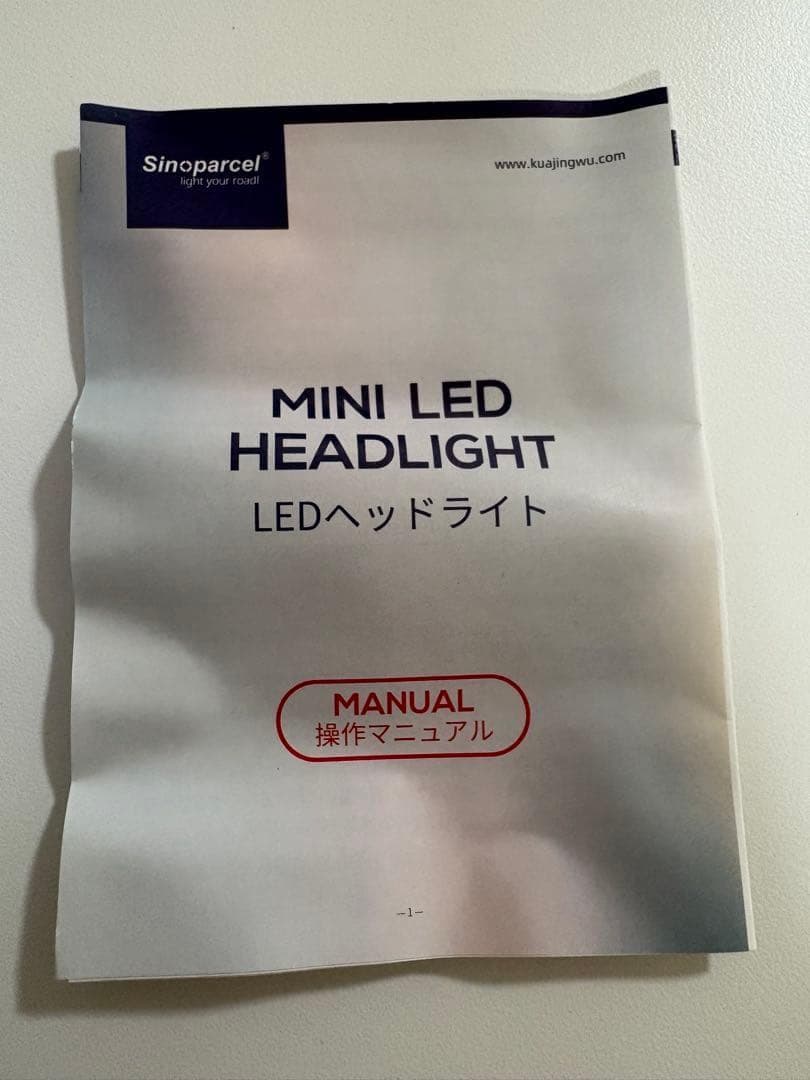 Sinoparcel®
light your road!
www.kuajingwu.com
MINI LED
HEADLIGHT
LEDヘッドライト
MANUAL
操作マニュアル
—1—